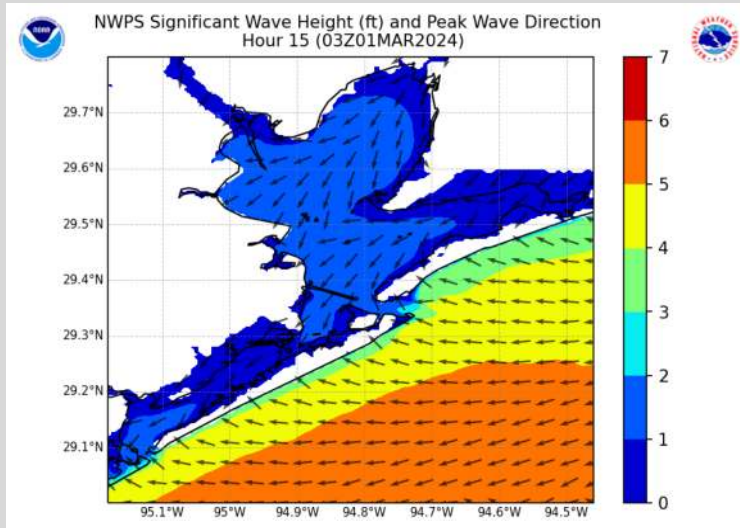 NWPS Significant Wave Height (ft) and Peak Wave Direction
Hour 15 (03Z01MAR2024)
NOAA
29.7°N
29.6°N
29.5°N
29.4°N
29.3°N
29.2°N
29.1°N
95.1°W 95°W 94.9°W 94.8°W 94.7°W 94.6°W 94.5°W
7
6
5
4
3
2
1
0